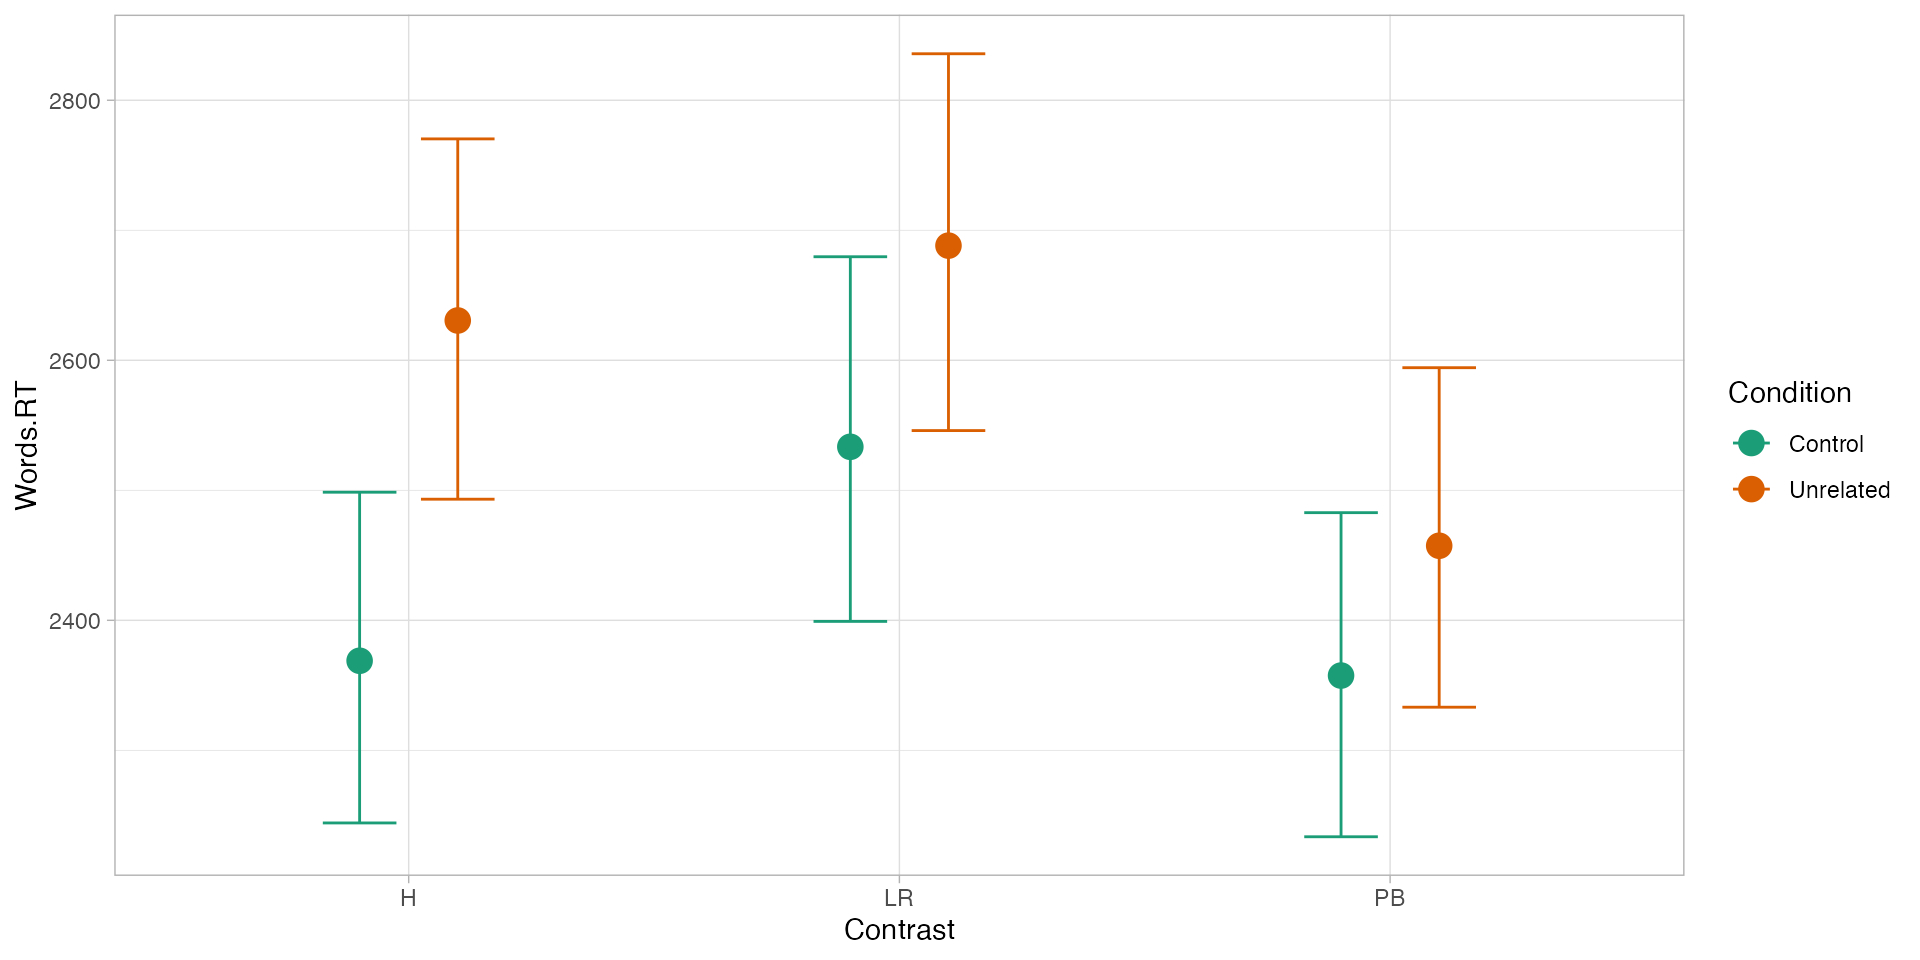 Words.RT
2800
2600
2400
H LR PB
Contrast
Condition
Control
Unrelated